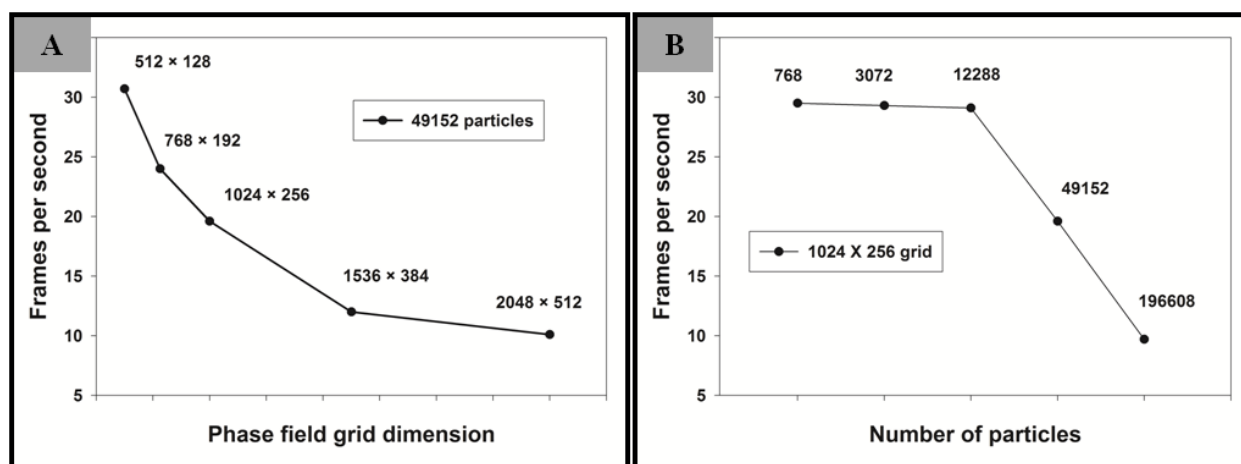 A
512 × 128
768 × 192
1024 × 256
1536 × 384
2048 × 512
49152 particles
Frames per second
30
25
20
15
10
5
Phase field grid dimension
B
768
3072
12288
49152
196608
1024 X 256 grid
Frames per second
30
25
20
15
10
5
Number of particles